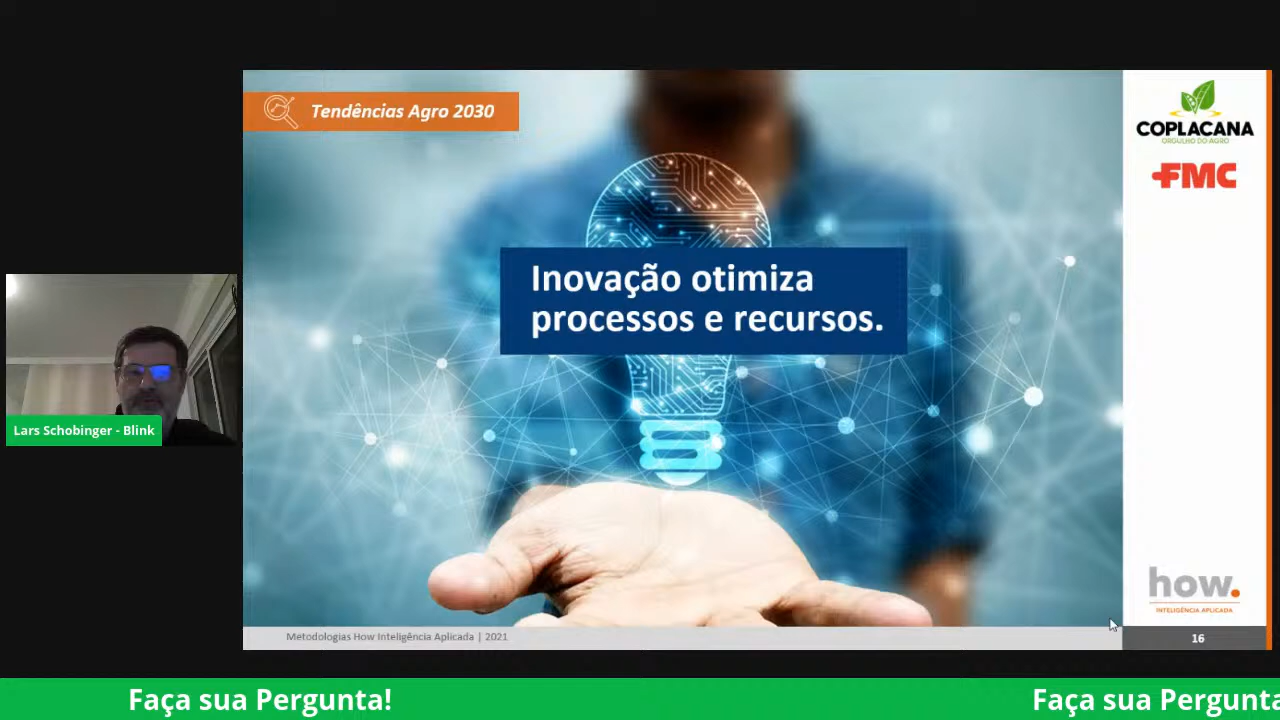 Tendências Agro 2030
COPLACANA
ORGULHO DO AGRO
FMC
Inovação otimiza
processos e recursos.
Lars Schobinger - Blink
how.
INTELIGÊNCIA APLICADA
Metodologias How Inteligência Aplicada | 2021
16
Faça sua Pergunta!
Faça sua Pergunta